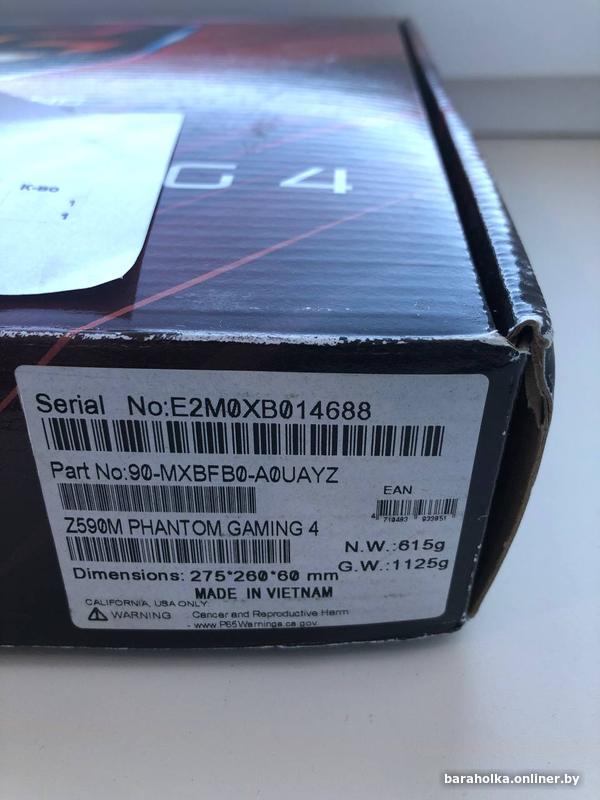 K-BO
1
1
G 4
Serial No:E2M0XB014688
Part No:90-MXBFB0-A0UAYZ
EAN
Z590M PHANTOM GAMING 4
N.W.:615g
G.W.:1125g
Dimensions: 275*260*60 mm
MADE IN VIETNAM
CALIFORNIA, USA ONLY
WARNING Cancer and Reproductive Harm
- www.P65Warnings.ca.gov
baraholka.onliner.by